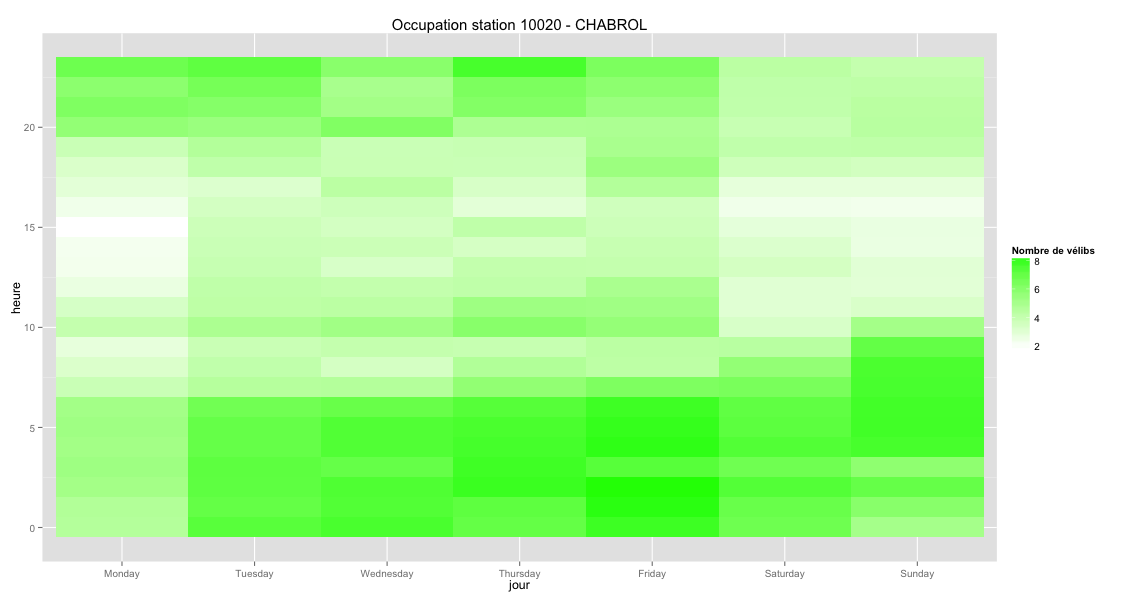 Occupation station 10020 - CHABROL
heure
20
15
10
5
0
Monday Tuesday Wednesday Thursday Friday Saturday Sunday
jour
Nombre de vélibs
8
6
4
2